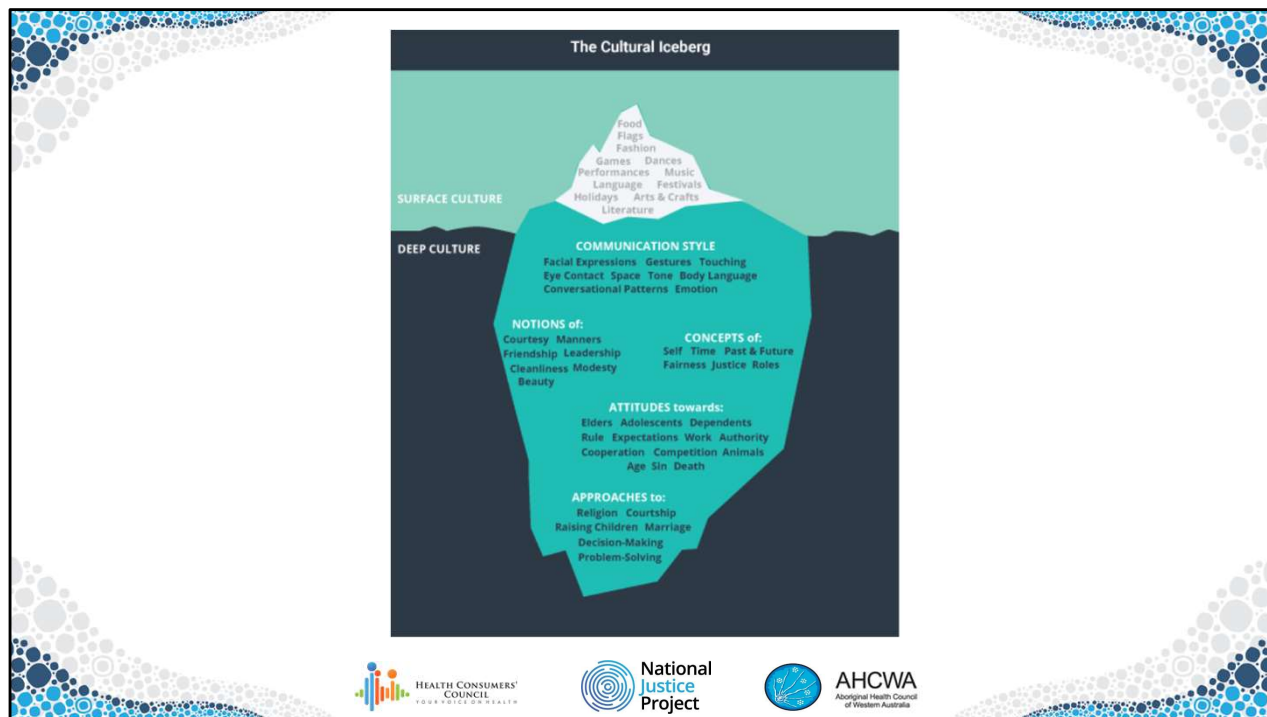 The Cultural Iceberg
Food
Flags
Fashion
Games Dances
Performances Music
Language Festivals
Holidays Arts & Crafts
Literature
SURFACE CULTURE
DEEP CULTURE
COMMUNICATION STYLE
Facial Expressions Gestures Touching
Eye Contact Space Tone Body Language
Conversational Patterns Emotion
NOTIONS of:
Courtesy Manners
Friendship Leadership
Cleanliness Modesty
Beauty
CONCEPTS of:
Self Time Past & Future
Fairness Justice Roles
ATTITUDES towards:
Elders Adolescents Dependents
Rule Expectations Work Authority
Cooperation Competition Animals
Age Sin Death
APPROACHES to:
Religion Courtship
Raising Children Marriage
Decision-Making
Problem-Solving
HEALTH CONSUMERS'
COUNCIL
YOUR VOICE ON HEALTH
National
Justice
Project
AHCWA
Aboriginal Health Council
of Western Australia